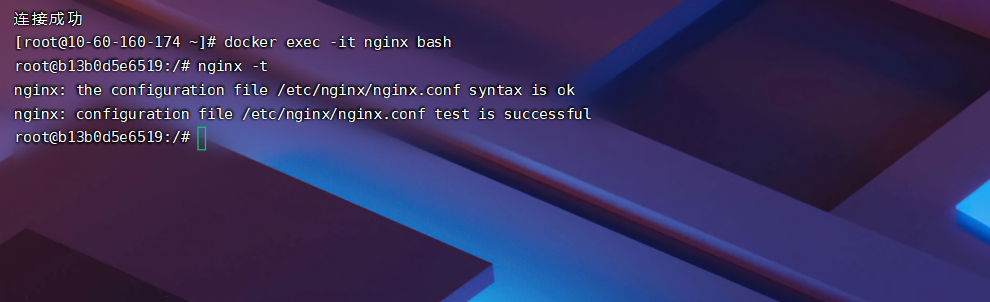 连接成功
[root@10-60-160-174 ~]# docker exec -it nginx bash
root@b13b0d5e6519:/# nginx -t
nginx: the configuration file /etc/nginx/nginx.conf syntax is ok
nginx: configuration file /etc/nginx/nginx.conf test is successful
root@b13b0d5e6519:/#